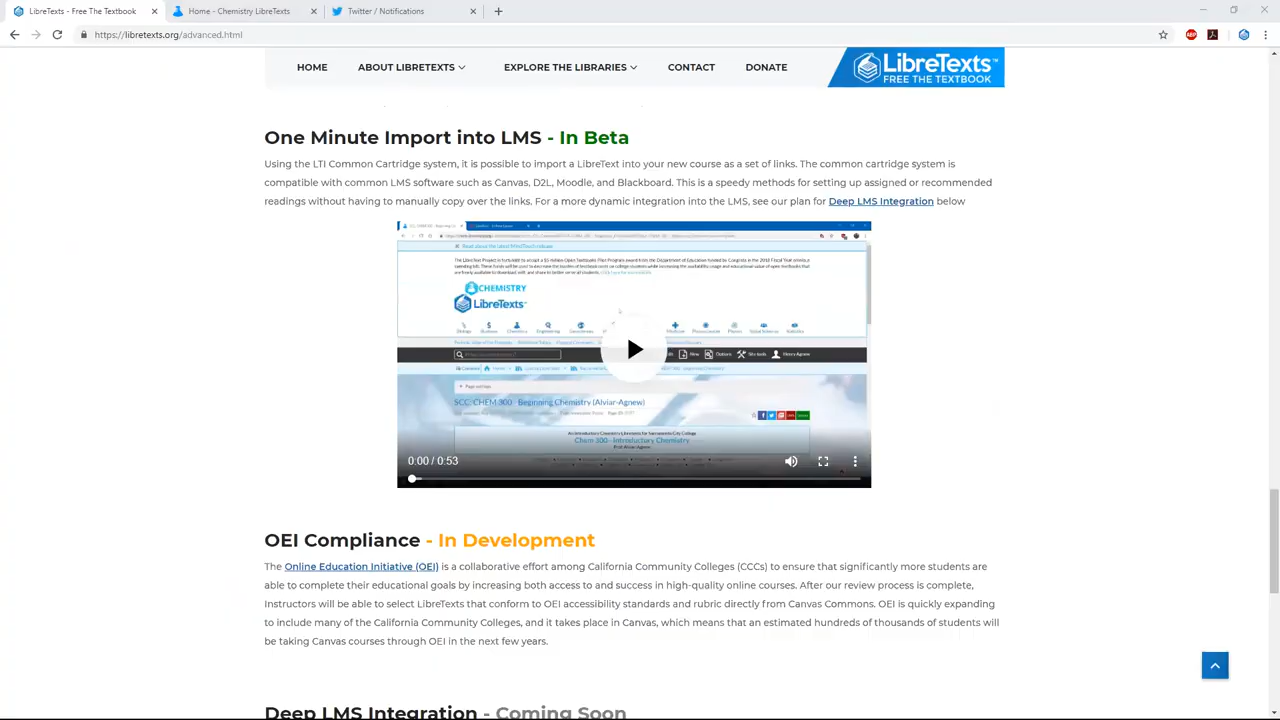 LibreTexts - Free The Textbook
Home - Chemistry LibreTexts
Twitter / Notifications
https://libretexts.org/advanced.html
HOME ABOUT LIBRETEXTS EXPLORE THE LIBRARIES CONTACT DONATE
LibreTexts™
FREE THE TEXTBOOK
One Minute Import into LMS - In Beta
Using the LTI Common Cartridge system, it is possible to import a LibreText into your new course as a set of links. The common cartridge system is
compatible with common LMS software such as Canvas, D2L, Moodle, and Blackboard. This is a speedy methods for setting up assigned or recommended
readings without having to manually copy over the links. For a more dynamic integration into the LMS, see our plan for Deep LMS Integration below
CHEMISTRY
LibreTexts
SCC: CHEM 300 - Beginning Chemistry (Alviar-Agnew)
Chem 300 - Introductory Chemistry
0:00 / 0:53
OEI Compliance - In Development
The Online Education Initiative (OEI) is a collaborative effort among California Community Colleges (CCCs) to ensure that significantly more students are
able to complete their educational goals by increasing both access to and success in high-quality online courses. After our review process is complete,
Instructors will be able to select LibreTexts that conform to OEI accessibility standards and rubric directly from Canvas Commons. OEI is quickly expanding
to include many of the California Community Colleges, and it takes place in Canvas, which means that an estimated hundreds of thousands of students will
be taking Canvas courses through OEI in the next few years.
Deep LMS Integration - Coming Soon